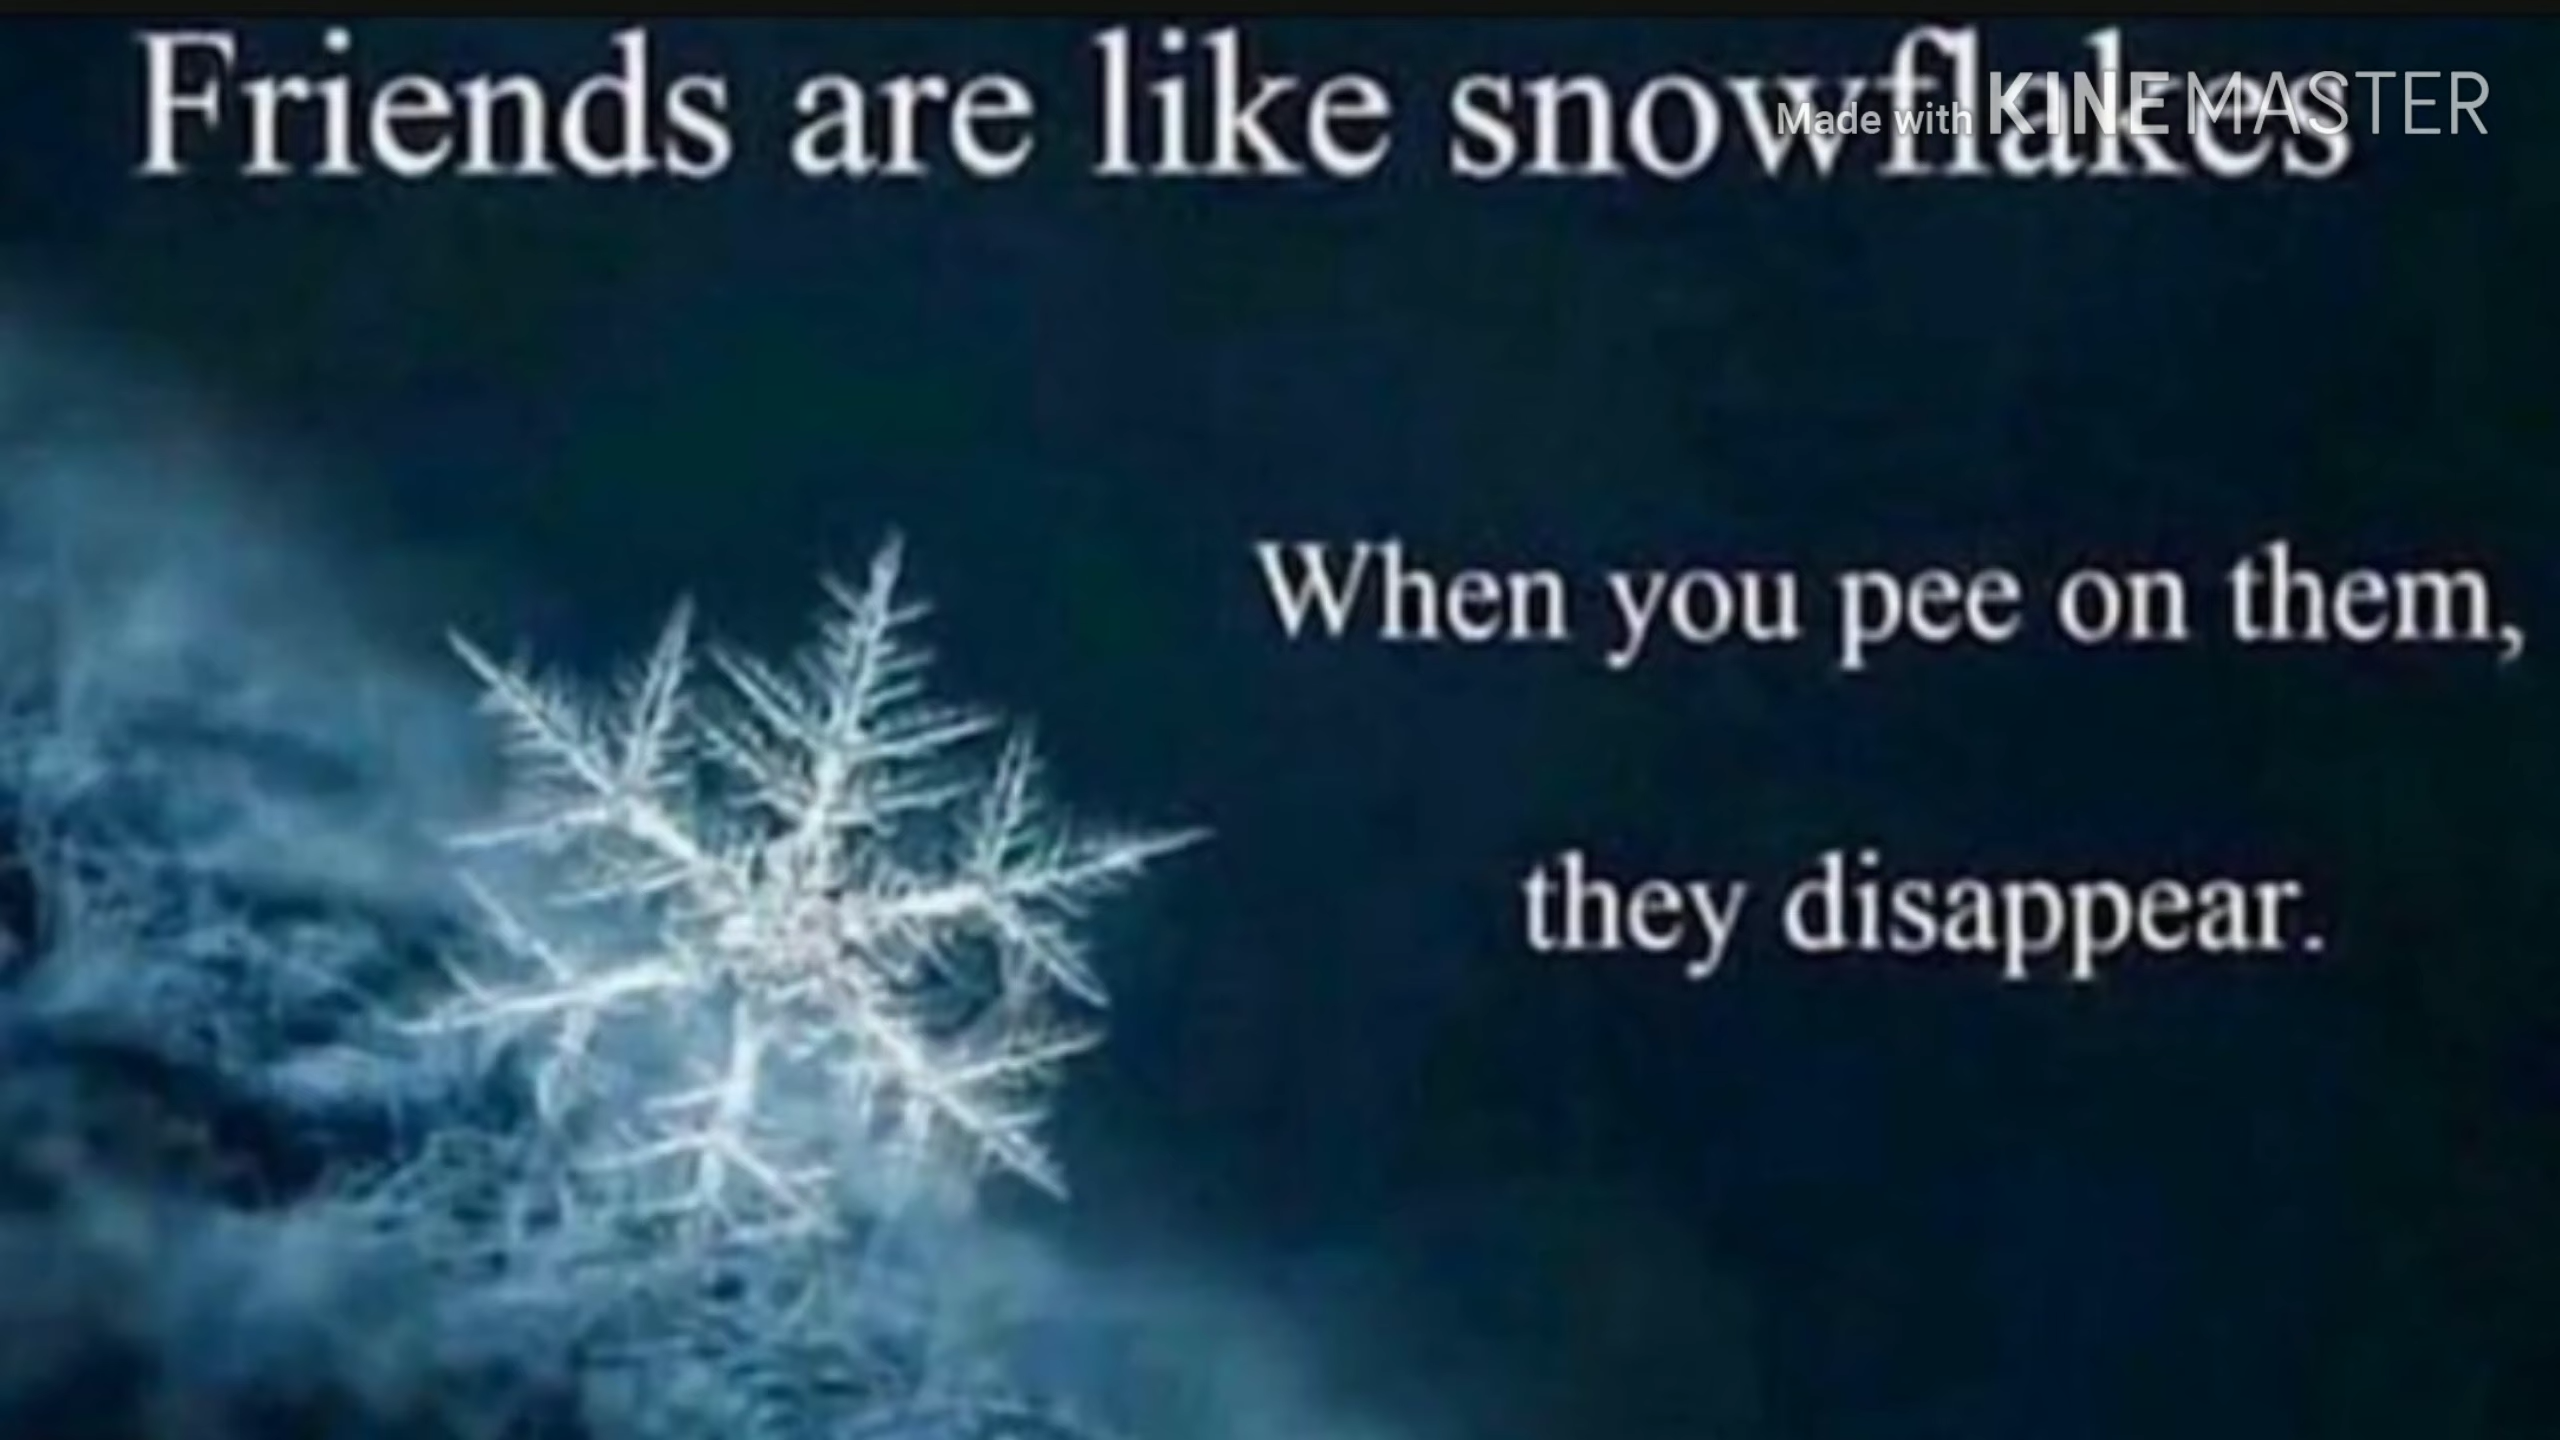 Friends are like snowflakes
Made with KINEMASTER
When you pee on them,
they disappear.